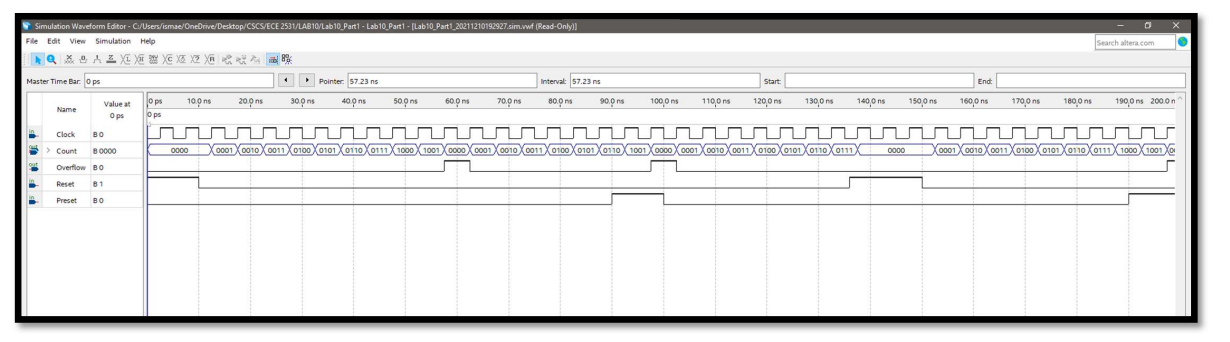 Simulation Waveform Editor - C:/Users/ismae/OneDrive/Desktop/CSCS/ECE 2531/LAB10/Lab10_Part1 - Lab10_Part1 - [Lab10_Part1_20211210192927.sim.vwf (Read-Only)]
File Edit View Simulation Help
Search altera.com
Master Time Bar: 0 ps Pointer: 57.23 ns Interval: 57.23 ns Start: End:
Name Value at 0 ps 0 ps 10.0 ns 20.0 ns 30.0 ns 40.0 ns 50.0 ns 60.0 ns 70.0 ns 80.0 ns 90.0 ns 100.0 ns 110.0 ns 120.0 ns 130.0 ns 140.0 ns 150.0 ns 160.0 ns 170.0 ns 180.0 ns 190.0 ns 200.0 n
0 ps
in Clock B 0
out > Count B 0000 0000 0001 0010 0011 0100 0101 0110 0111 1000 1001 0000 0001 0010 0011 0100 0101 0110 1001 0000 0001 0010 0011 0100 0101 0110 0111 0000 0001 0010 0011 0100 0101 0110 0111 1000 1001
out Overflow B 0
in Reset B 1
in Preset B 0